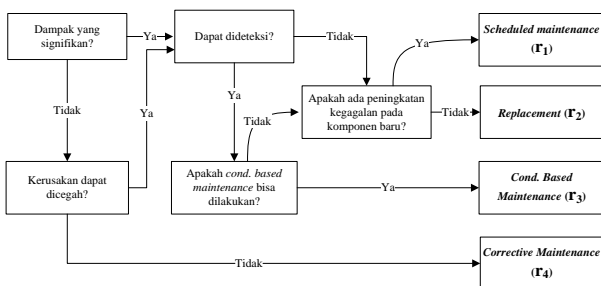 Dampak yang
signifikan?
Ya
Dapat dideteksi?
Tidak
Ya
Scheduled maintenance
(r1)
Ya
Ya
Tidak
Tidak
Apakah ada peningkatan
kegagalan pada
komponen baru?
Tidak
Replacement (r2)
Kerusakan dapat
dicegah?
Apakah cond. based
maintenance bisa
dilakukan?
Ya
Cond. Based
Maintenance (r3)
Tidak
Corrective Maintenance
(r4)